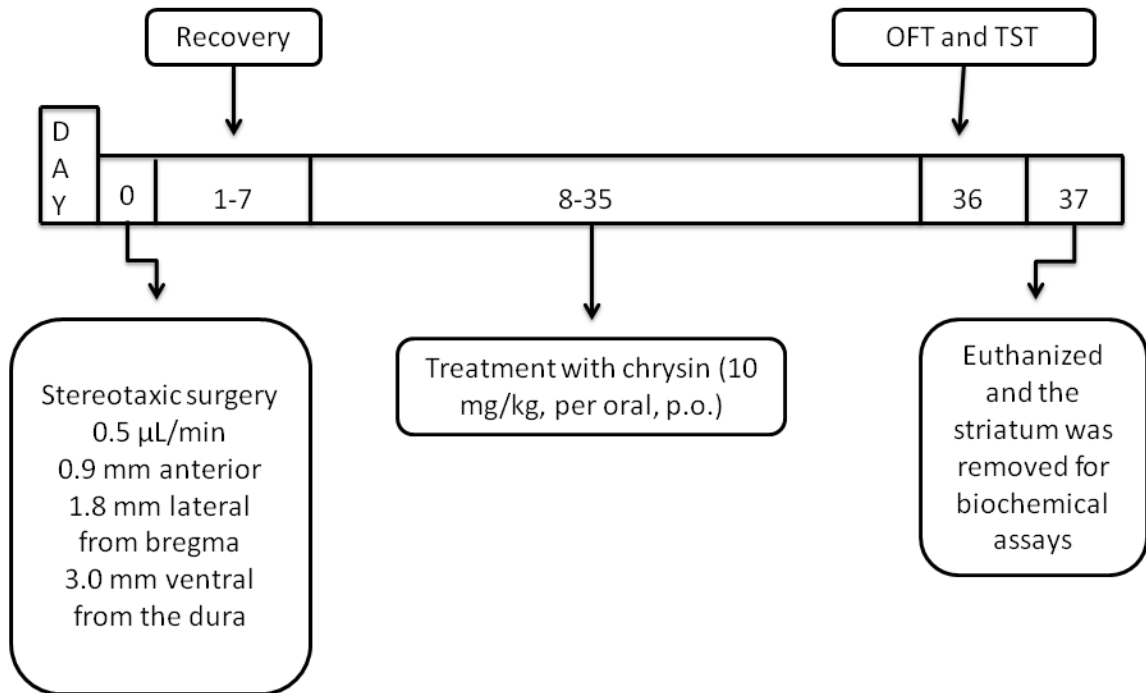 Recovery
OFT and TST
D
A
Y
0
1-7
8-35
36
37
Stereotaxic surgery
0.5 µL/min
0.9 mm anterior
1.8 mm lateral
from bregma
3.0 mm ventral
from the dura
Treatment with chrysin (10
mg/kg, per oral, p.o.)
Euthanized
and the
striatum was
removed for
biochemical
assays